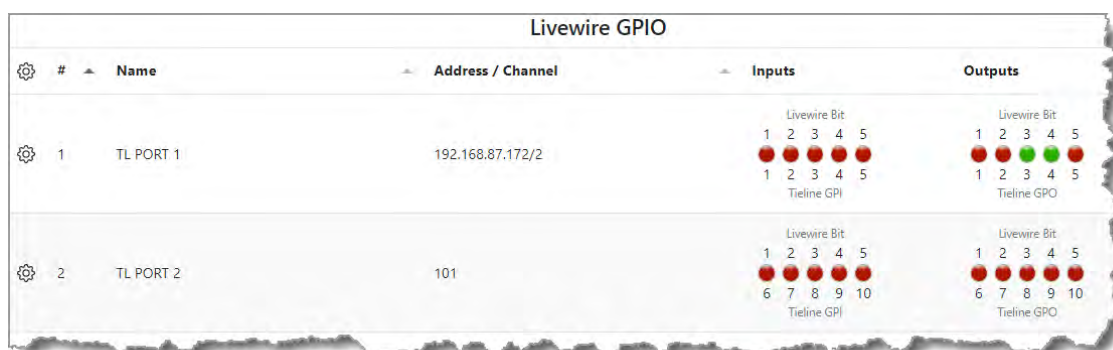 Livewire GPIO
# Name Address / Channel Inputs Outputs
Livewire Bit Livewire Bit
1 2 3 4 5 1 2 3 4 5
1 TL PORT 1 192.168.87.172/2
1 2 3 4 5 1 2 3 4 5
Tieline GPI Tieline GPO
Livewire Bit Livewire Bit
1 2 3 4 5 1 2 3 4 5
2 TL PORT 2 101
6 7 8 9 10 6 7 8 9 10
Tieline GPI Tieline GPO